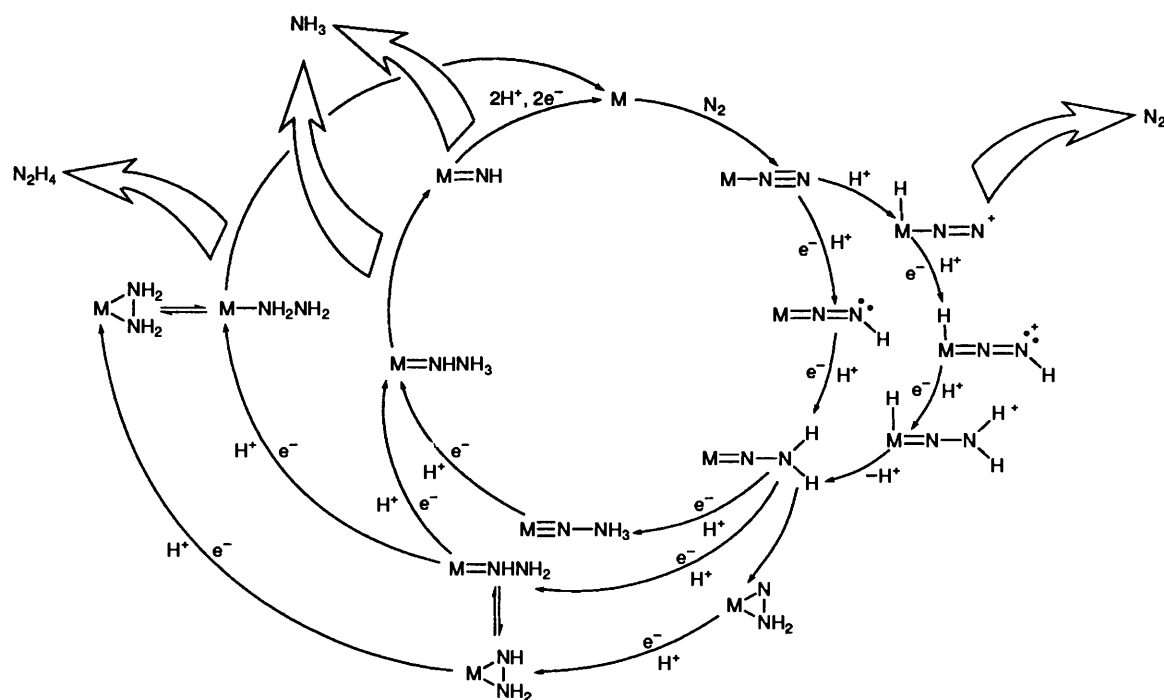 NH₃
2H⁺, 2e⁻
M
N₂
N₂
M=NH
M—N≡N
H⁺
H
M—N=N⁺
N₂H₄
e⁻ H⁺
e⁻ H⁺
M
NH₂
NH₂
M—NH₂NH₂
M=N=N
H
H
M=N=N⁺
H
M=NHNH₃
e⁻ H⁺
e⁻ H⁺
H
H⁺
H
M=N—N
H
M=N—N
H
H⁺ e⁻
e⁻
H⁺
−H⁺
H⁺ e⁻
M≡N—NH₃
e⁻
H⁺
H⁺ e⁻
M=NHNH₂
e⁻
H⁺
M
N
NH₂
e⁻
H⁺
M
NH
NH₂